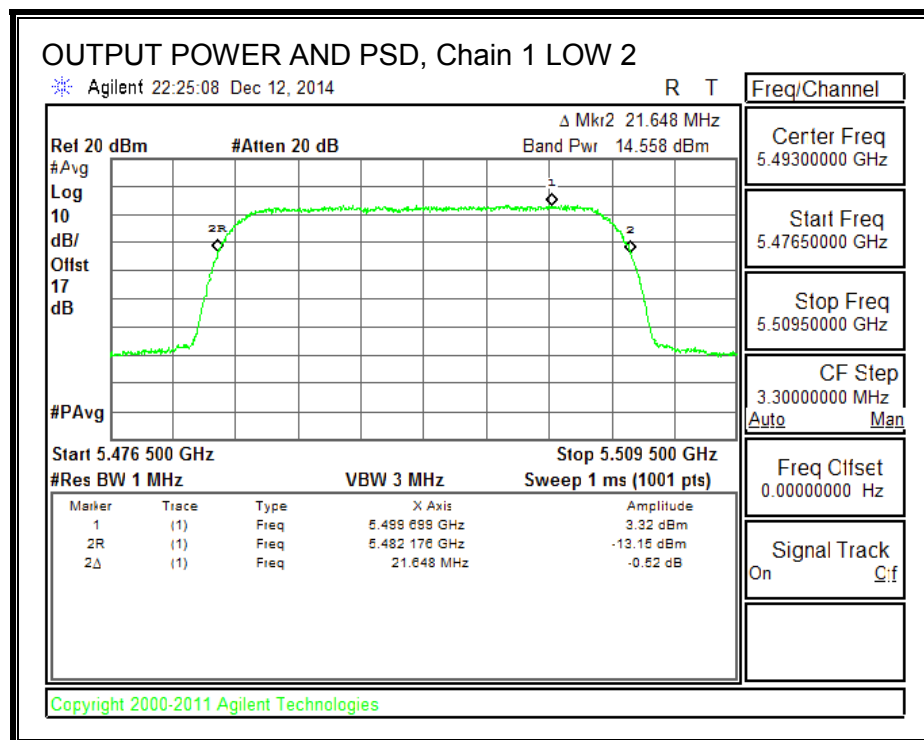 OUTPUT POWER AND PSD, Chain 1 LOW 2
Agilent 22:25:08 Dec 12, 2014
R T
Freq/Channel
Δ Mkr2 21.648 MHz
Ref 20 dBm #Atten 20 dB Band Pwr 14.558 dBm
#Avg
Log
10
dB/
Offst
17
dB
1
2R
2
#PAvg
Start 5.476 500 GHz Stop 5.509 500 GHz
#Res BW 1 MHz VBW 3 MHz Sweep 1 ms (1001 pts)
Marker Trace Type X Axis Amplitude
1 (1) Freq 5.499 699 GHz 3.32 dBm
2R (1) Freq 5.482 176 GHz -13.15 dBm
2Δ (1) Freq 21.648 MHz -0.52 dB
Center Freq
5.49300000 GHz
Start Freq
5.47650000 GHz
Stop Freq
5.50950000 GHz
CF Step
3.30000000 MHz
Auto Man
Freq Offset
0.00000000 Hz
Signal Track
On Off
Copyright 2000-2011 Agilent Technologies